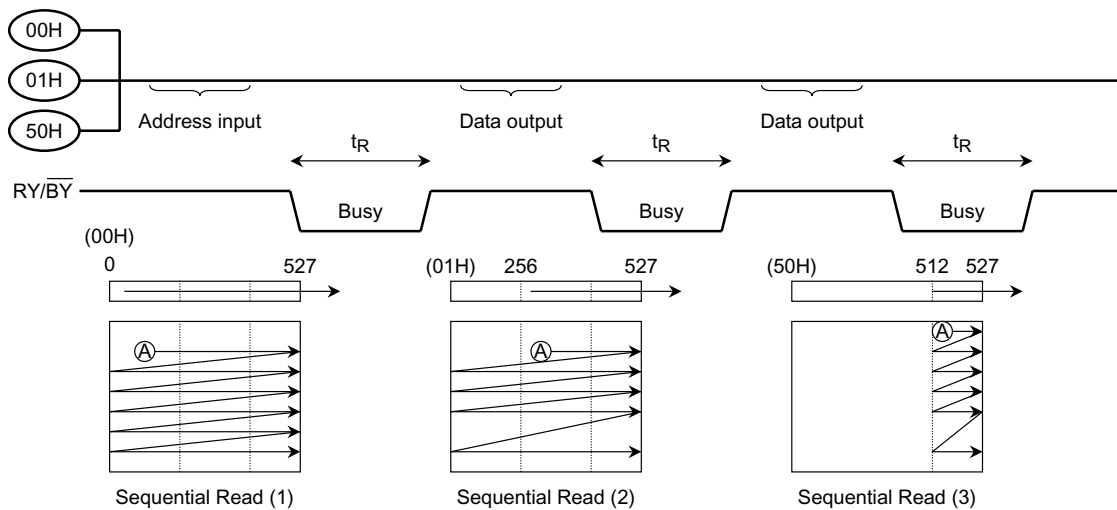 00H
01H
50H
Address input
Data output
Data output
tR
tR
tR
RY/BY
Busy
Busy
Busy
(00H)
0
527
(01H)
256
527
(50H)
512
527
A
A
A
Sequential Read (1)
Sequential Read (2)
Sequential Read (3)